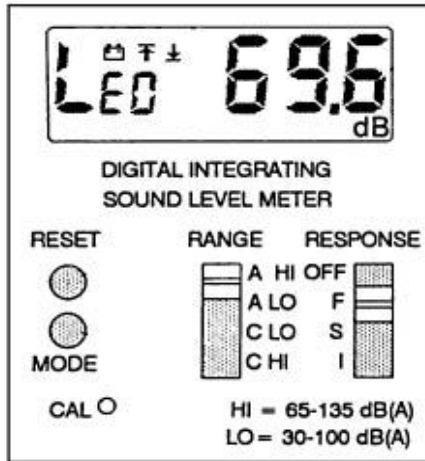 LEQ 69.6
dB
DIGITAL INTEGRATING
SOUND LEVEL METER
RESET RANGE RESPONSE
A HI OFF
A LO F
C LO S
MODE C HI I
CAL HI = 65-135 dB(A)
LO = 30-100 dB(A)